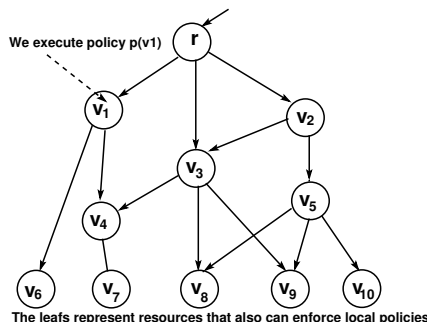 r
We execute policy p(v1)
v1
v2
v3
v4
v5
v6
v7
v8
v9
v10
The leafs represent resources that also can enforce local policies